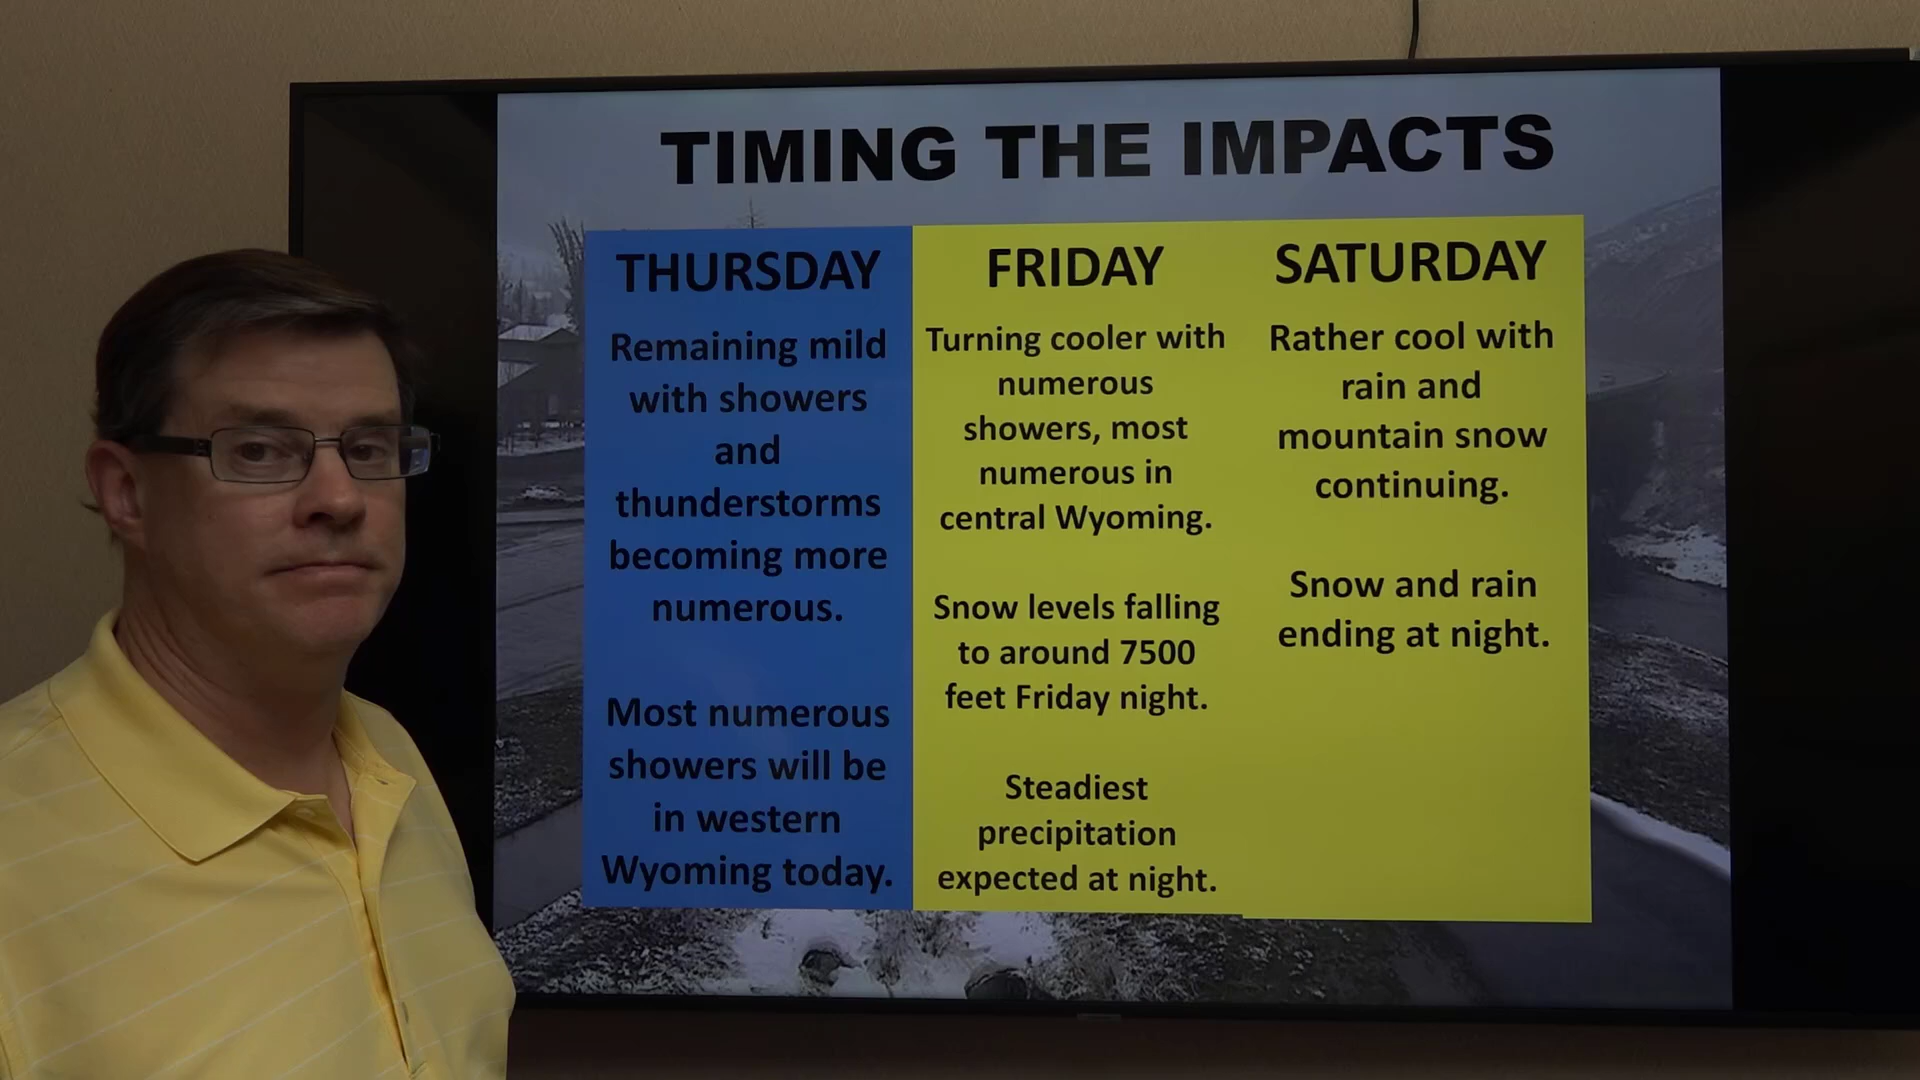 TIMING THE IMPACTS
THURSDAY
Remaining mild
with showers
and
thunderstorms
becoming more
numerous.
Most numerous
showers will be
in western
Wyoming today.
FRIDAY
Turning cooler with
numerous
showers, most
numerous in
central Wyoming.
Snow levels falling
to around 7500
feet Friday night.
Steadiest
precipitation
expected at night.
SATURDAY
Rather cool with
rain and
mountain snow
continuing.
Snow and rain
ending at night.